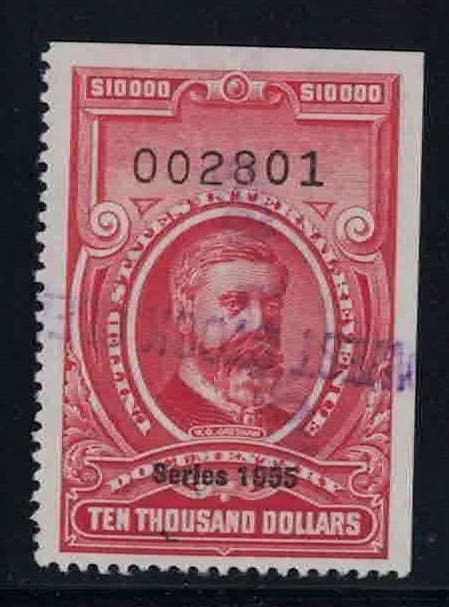 $10000 $10000
002801
UNITED STATES INTERNAL REVENUE
W.Q. GRESHAM
DOCUMENTARY
Series 1955
TEN THOUSAND DOLLARS